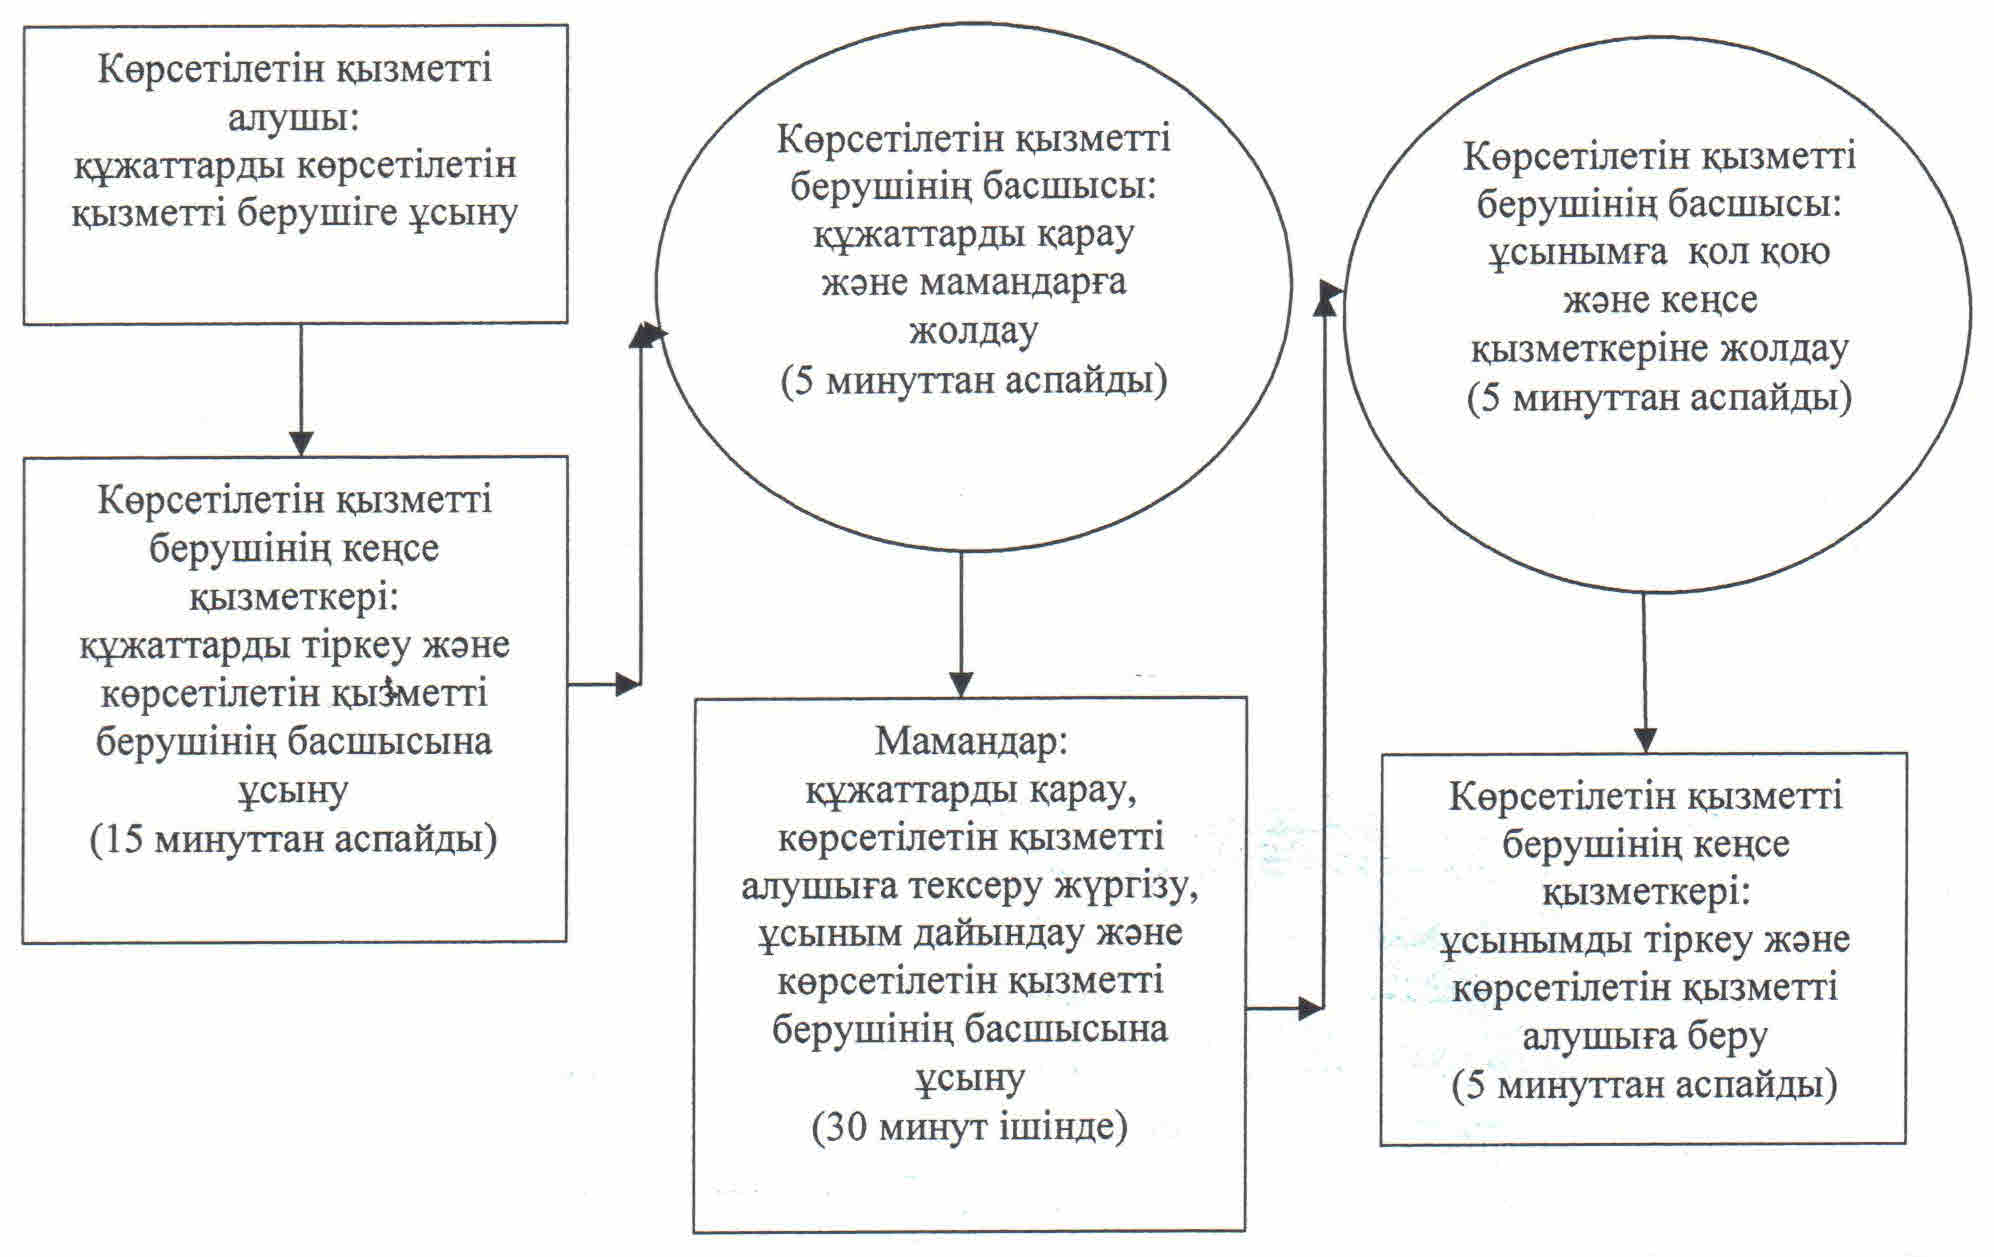 Көрсетілетін қызметті
алушы:
құжаттарды көрсетілетін
қызметті берушіге ұсыну
Көрсетілетін қызметті
берушінің кеңсе
қызметкері:
құжаттарды тіркеу және
көрсетілетін қызметті
берушінің басшысына
ұсыну
(15 минуттан аспайды)
Көрсетілетін қызметті
берушінің басшысы:
құжаттарды қарау
және мамандарға
жолдау
(5 минуттан аспайды)
Мамандар:
құжаттарды қарау,
көрсетілетін қызметті
алушыға тексеру жүргізу,
ұсыным дайындау және
көрсетілетін қызметті
берушінің басшысына
ұсыну
(30 минут ішінде)
Көрсетілетін қызметті
берушінің басшысы:
ұсынымға қол қою
және кеңсе
қызметкеріне жолдау
(5 минуттан аспайды)
Көрсетілетін қызметті
берушінің кеңсе
қызметкері:
ұсынымды тіркеу және
көрсетілетін қызметті
алушыға беру
(5 минуттан аспайды)